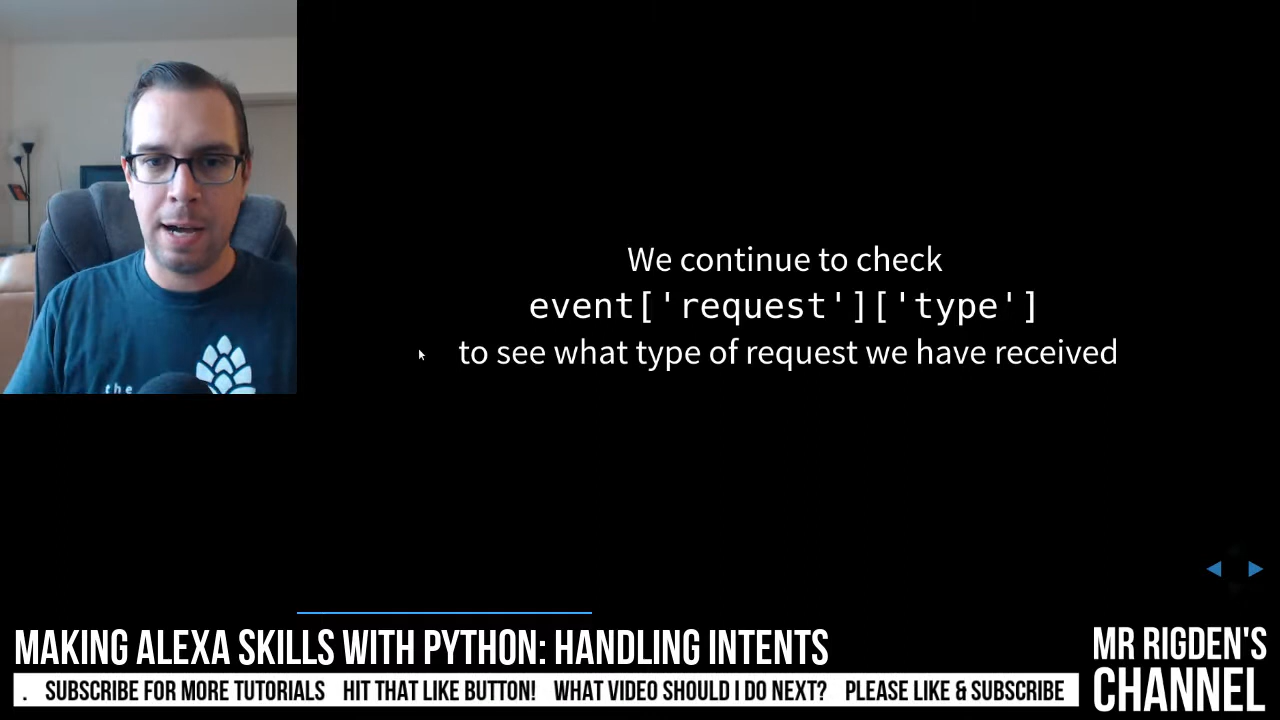 We continue to check
event['request']['type']
to see what type of request we have received
the
MAKING ALEXA SKILLS WITH PYTHON: HANDLING INTENTS
. SUBSCRIBE FOR MORE TUTORIALS HIT THAT LIKE BUTTON! WHAT VIDEO SHOULD I DO NEXT? PLEASE LIKE & SUBSCRIBE
MR RIGDEN'S
CHANNEL